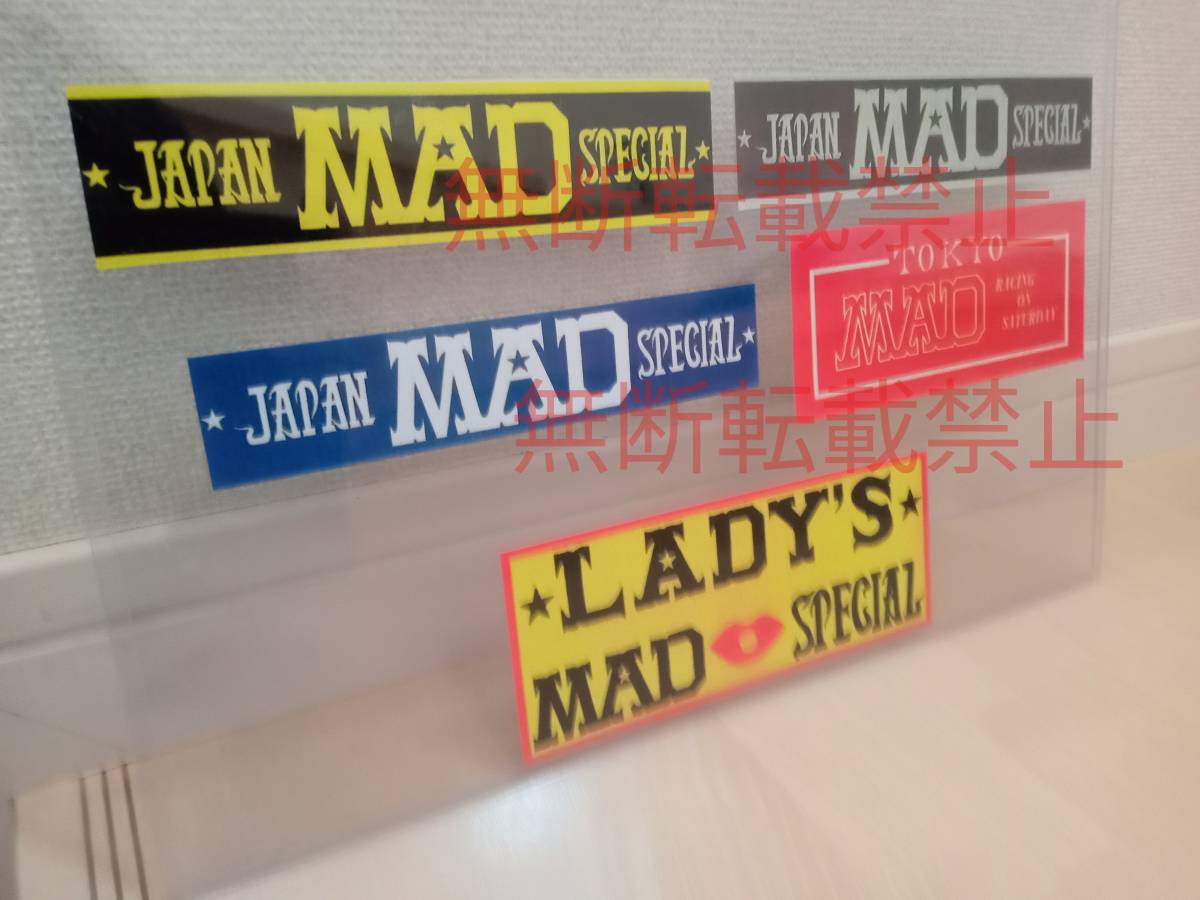 ★ JAPAN MAD SPECIAL ★
★ JAPAN MAD SPECIAL ★
無断転載禁止
TOKYO
MAD
RACING
ON
SATURDAY
★ JAPAN MAD SPECIAL ★
無断転載禁止
★ LADY'S ★
MAD SPECIAL